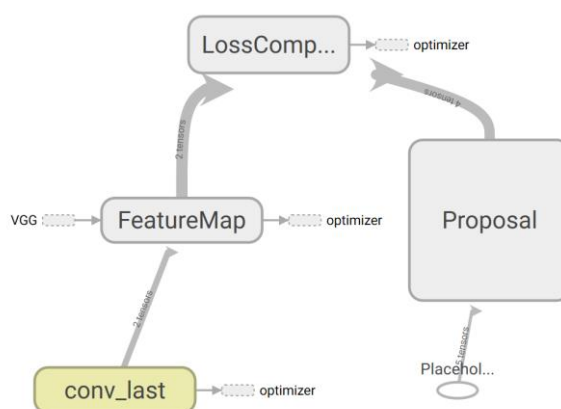 LossComp...
optimizer
2 tensors
4 tensors
VGG
FeatureMap
optimizer
Proposal
2 tensors
5 tensors
Placehol...
conv_last
optimizer